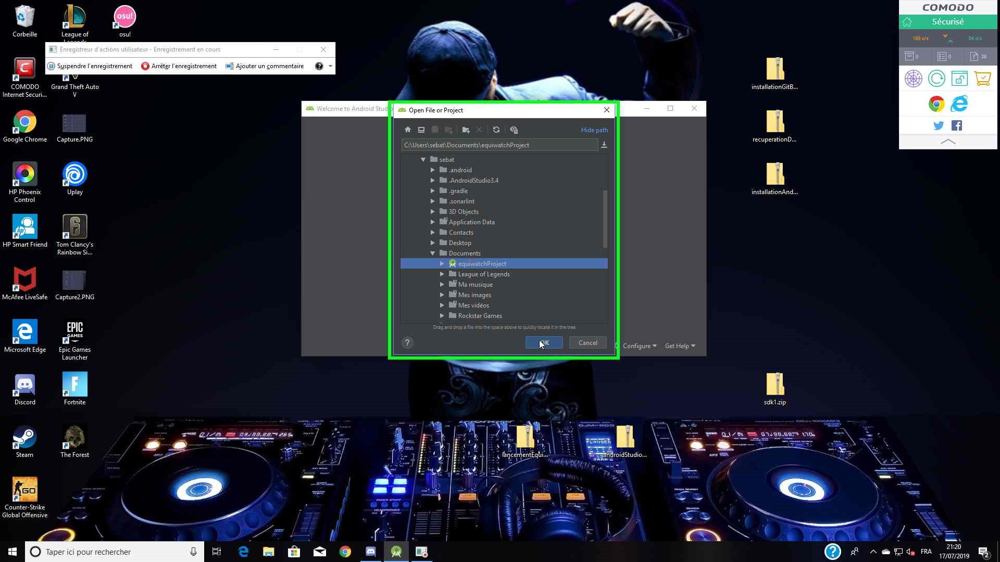 Corbeille
League of
Legends
osu!
osu!
Enregistreur d'actions utilisateur - Enregistrement en cours
Suspendre l'enregistrement
Arrêter l'enregistrement
Ajouter un commentaire
COMODO
Internet Securi...
Grand Theft Auto
V
Google Chrome
Capture.PNG
HP Phoenix
Control
Uplay
HP Smart Friend
Tom Clancy's
Rainbow Si...
McAfee LiveSafe
Capture2.PNG
Microsoft Edge
EPIC
GAMES
Epic Games
Launcher
Discord
Fortnite
Steam
The Forest
GO
Counter-Strike
Global Offensive
Welcome to Android Studio
Open File or Project
Hide path
C:\Users\sebat\Documents\equiwatchProject
sebat
.android
.AndroidStudio3.4
.gradle
.sonarlint
3D Objects
Application Data
Contacts
Desktop
Documents
equiwatchProject
League of Legends
Ma musique
Mes images
Mes vidéos
Rockstar Games
Drag and drop a file into the space above to quickly locate it in the tree
?
OK
Cancel
Configure
Get Help
installationGitB...
recuperationD...
installationAnd...
sdk1.zip
lancementEqui...
androidStudio...
COMODO
Sécurisé
189 o/s
54 o/s
0
0
38
DJM-800
Taper ici pour rechercher
FRA
21:20
17/07/2019
2